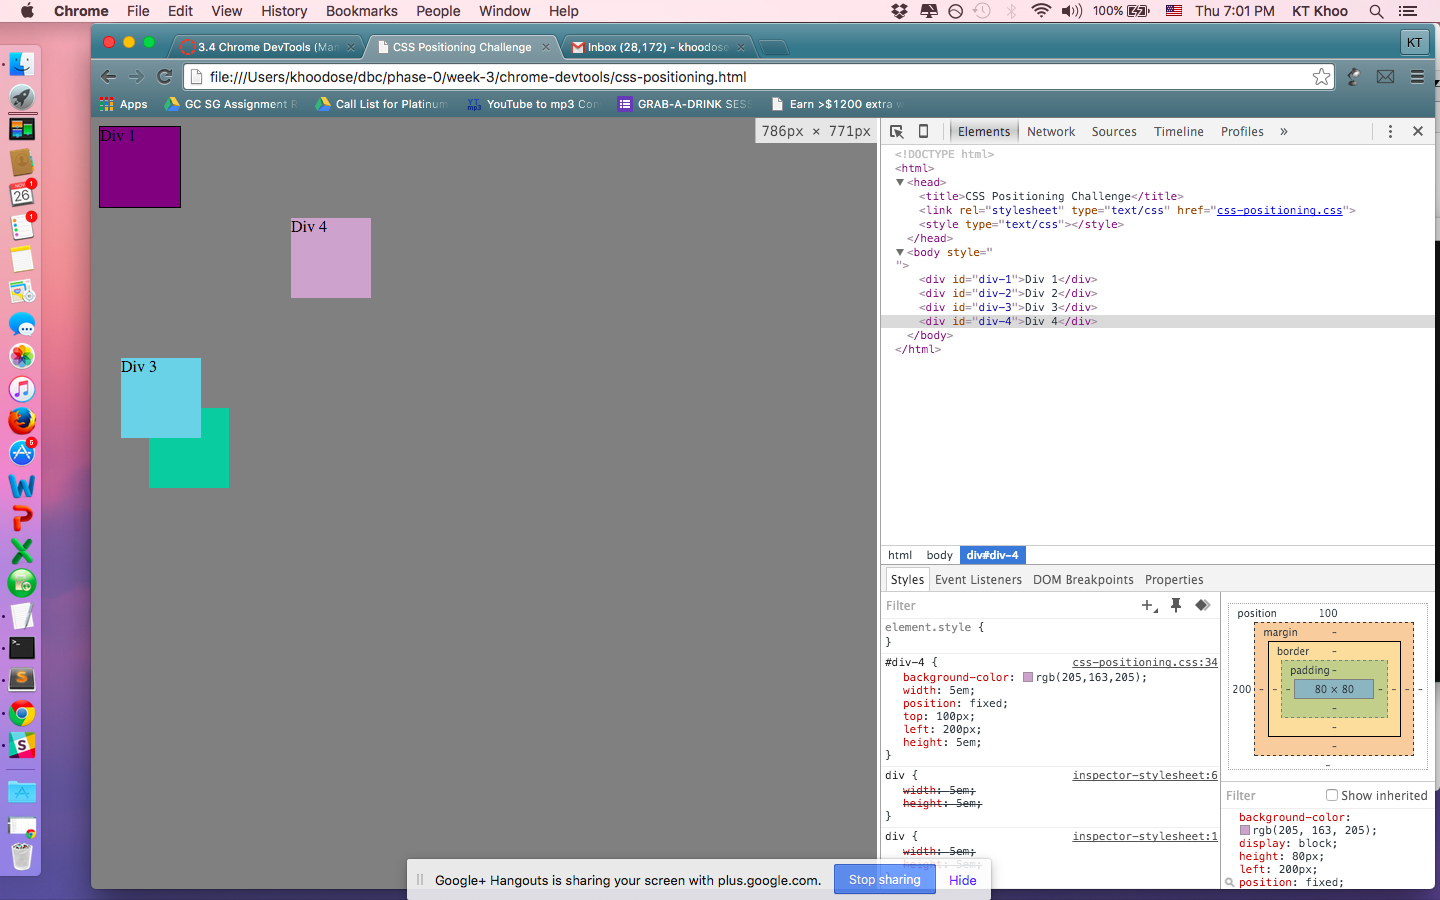 Chrome File Edit View History Bookmarks People Window Help 100% Thu 7:01 PM KT Khoo
3.4 Chrome DevTools (Man CSS Positioning Challenge Inbox (28,172) - khoodose KT
file:///Users/khoodose/dbc/phase-0/week-3/chrome-devtools/css-positioning.html
Apps GC SG Assignment R Call List for Platinum YT mp3 YouTube to mp3 Con GRAB-A-DRINK SES Earn >$1200 extra w
786px × 771px
Elements Network Sources Timeline Profiles »
Div 1
Div 4
Div 3
<!DOCTYPE html>
<html>
<head>
<title>CSS Positioning Challenge</title>
<link rel="stylesheet" type="text/css" href="css-positioning.css">
<style type="text/css"></style>
</head>
<body style="
">
<div id="div-1">Div 1</div>
<div id="div-2">Div 2</div>
<div id="div-3">Div 3</div>
<div id="div-4">Div 4</div>
</body>
</html>
html body div#div-4
Styles Event Listeners DOM Breakpoints Properties
Filter
element.style {
}
#div-4 { css-positioning.css:34
background-color: rgb(205,163,205);
width: 5em;
position: fixed;
top: 100px;
left: 200px;
height: 5em;
}
div { inspector-stylesheet:6
width: 5em;
height: 5em;
}
div { inspector-stylesheet:1
width: 5em;
position 100
margin -
border -
padding -
200 - - - 80 × 80 - - -
-
-
-
-
Filter Show inherited
background-color:
rgb(205, 163, 205);
display: block;
height: 80px;
left: 200px;
position: fixed;
NOV
26
1
1
5
Google+ Hangouts is sharing your screen with plus.google.com. Stop sharing Hide